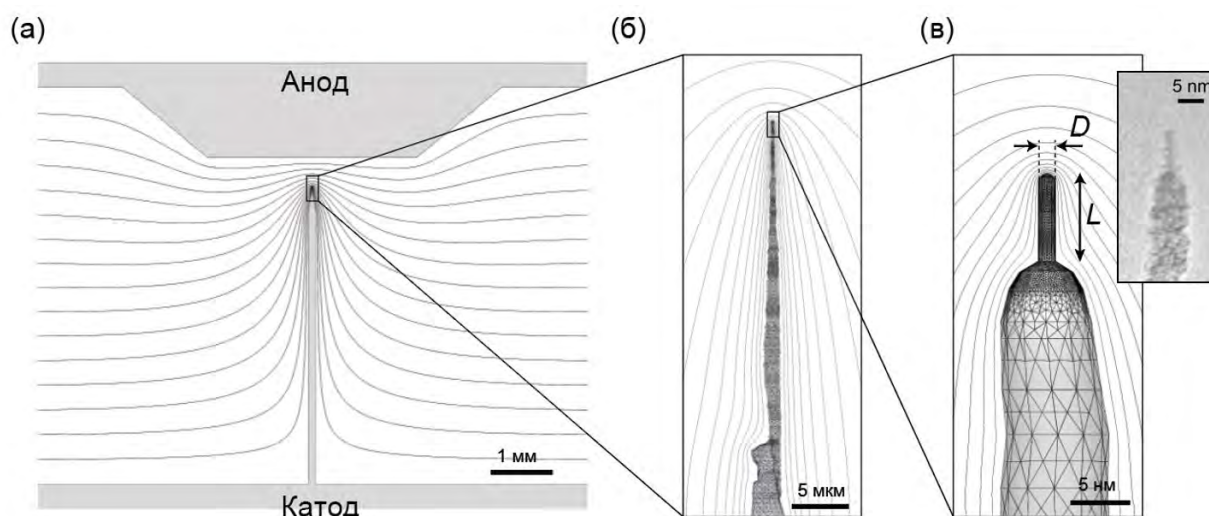 (а)
Анод
1 мм
Катод
(б)
5 мкм
(в)
5 nm
D
L
5 нм